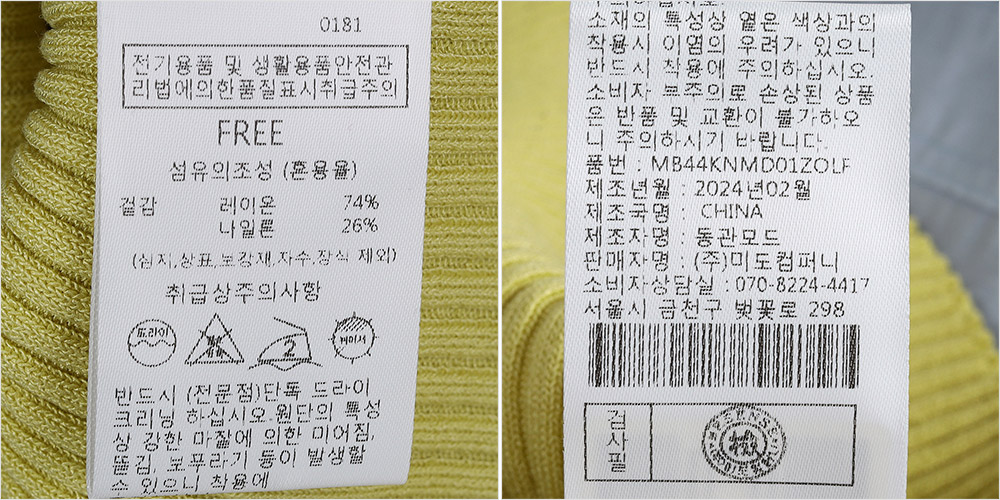 0181
전기용품 및 생활용품안전관
리법에의한품질표시취급주의
FREE
섬유의조성 (혼용율)
겉감 레이온 74%
나일론 26%
(심지,상표,보강재,자수,장식 제외)
취급상주의사항
드라이
2
반드시 (전문점)단독 드라이
크리닝 하십시오.원단의 특성
상 강한 마찰에 의한 미어짐,
뜯김, 보푸라기 등이 발생할
수 있으니 착용에
소재의 특성상 옅은 색상과의
착용시 이염의 우려가 있으니
반드시 착용에 주의하십시오.
소비자 부주의로 손상된 상품
은 반품 및 교환이 불가하오
니 주의하시기 바랍니다.
품번 : MB44KNMD01ZOLF
제조년월 : 2024년02월
제조국명 : CHINA
제조자명 : 동관모드
판매자명 : (주)미도컴퍼니
소비자상담실 : 070-8224-4417
서울시 금천구 벚꽃로 298
검사필